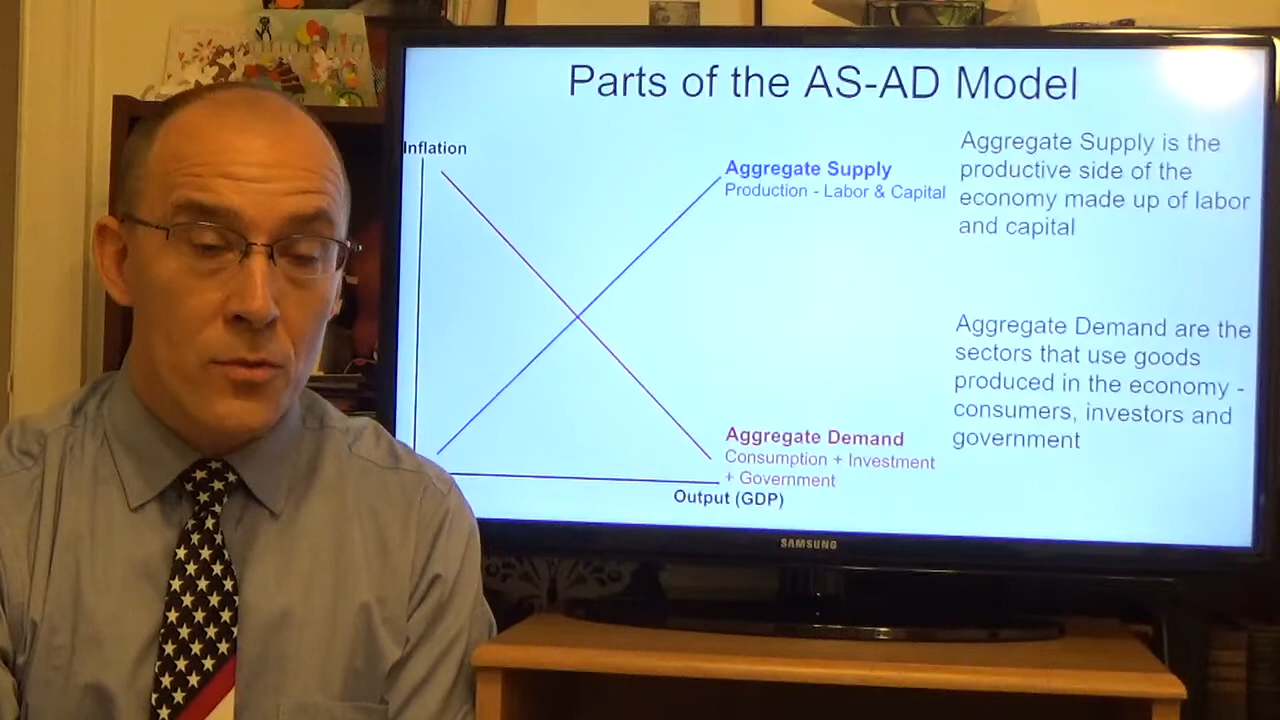 Parts of the AS-AD Model
Inflation
Aggregate Supply
Production - Labor & Capital
Aggregate Supply is the
productive side of the
economy made up of labor
and capital
Aggregate Demand are the
sectors that use goods
produced in the economy -
consumers, investors and
government
Aggregate Demand
Consumption + Investment
+ Government
Output (GDP)
SAMSUNG